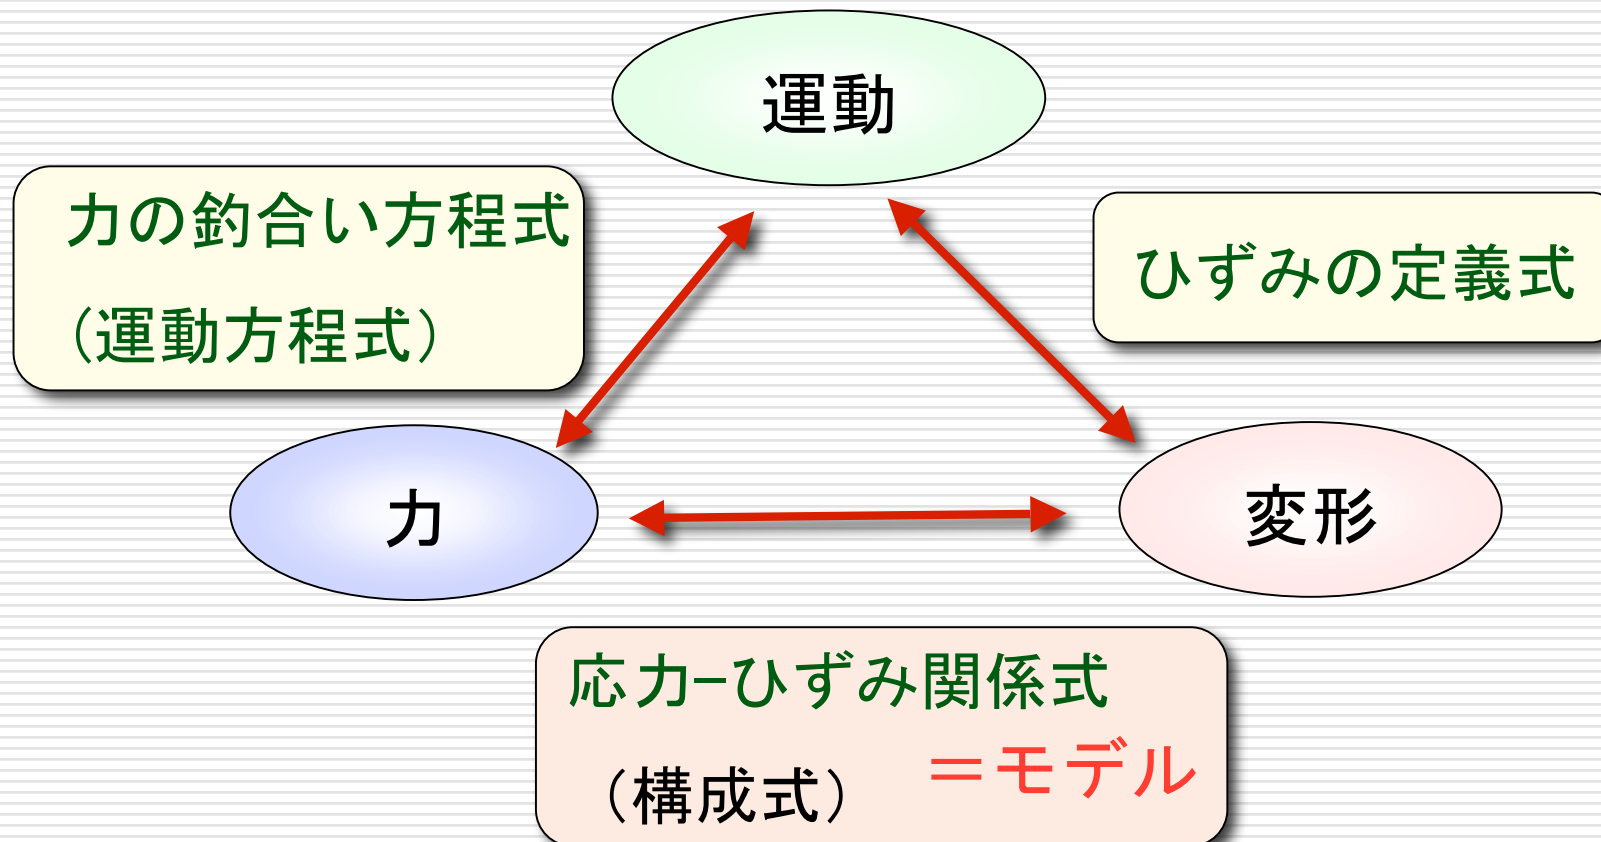 運動
力の釣合い方程式
(運動方程式)
ひずみの定義式
力
変形
応力−ひずみ関係式
(構成式) =モデル